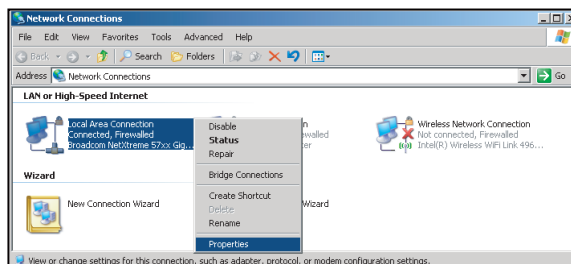 Network Connections
File Edit View Favorites Tools Advanced Help
Back Search Folders
Address Network Connections Go
LAN or High-Speed Internet
Local Area Connection
Connected, Firewalled
Broadcom NetXtreme 57xx Gig...
Disable
Status
Repair
Bridge Connections
Create Shortcut
Delete
Rename
Properties
Wireless Network Connection
Not connected, Firewalled
Intel(R) Wireless WiFi Link 496...
Wizard
New Connection Wizard
Wizard
View or change settings for this connection, such as adapter, protocol, or modem configuration settings.